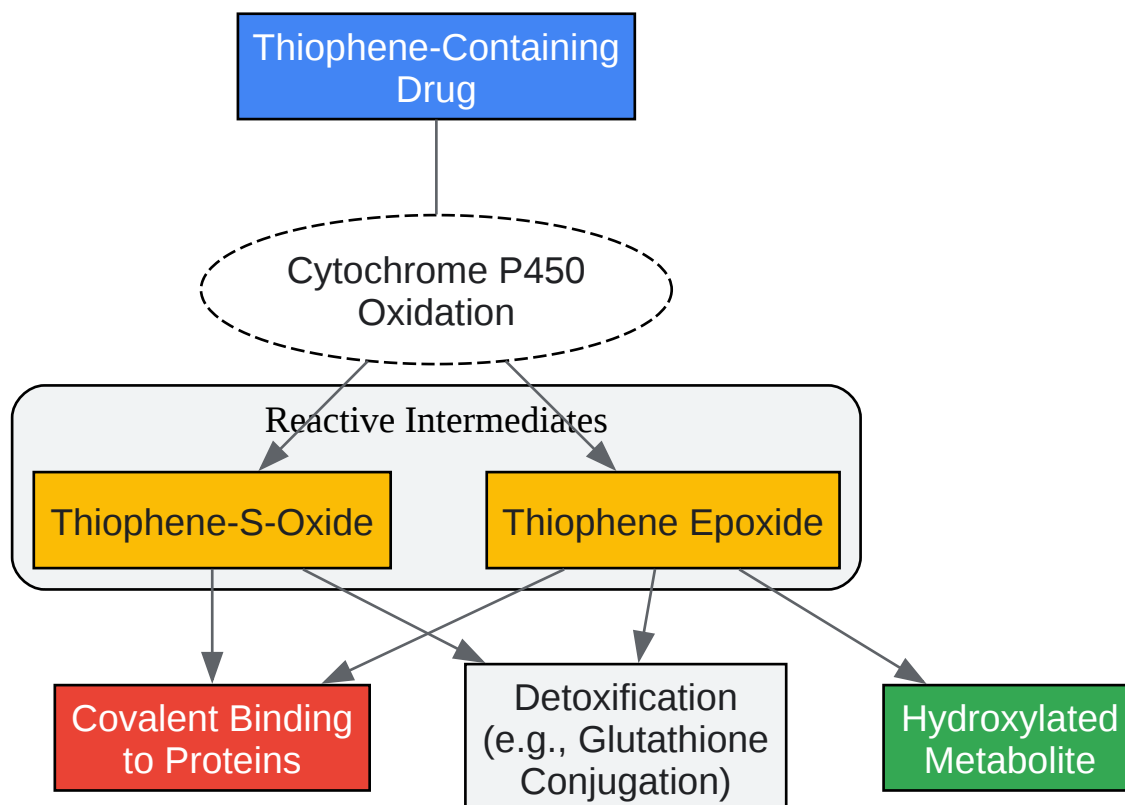 Thiophene-Containing
Drug
Cytochrome P450
Oxidation
Reactive Intermediates
Thiophene-S-Oxide
Thiophene Epoxide
Covalent Binding
to Proteins
Detoxification
(e.g., Glutathione
Conjugation)
Hydroxylated
Metabolite